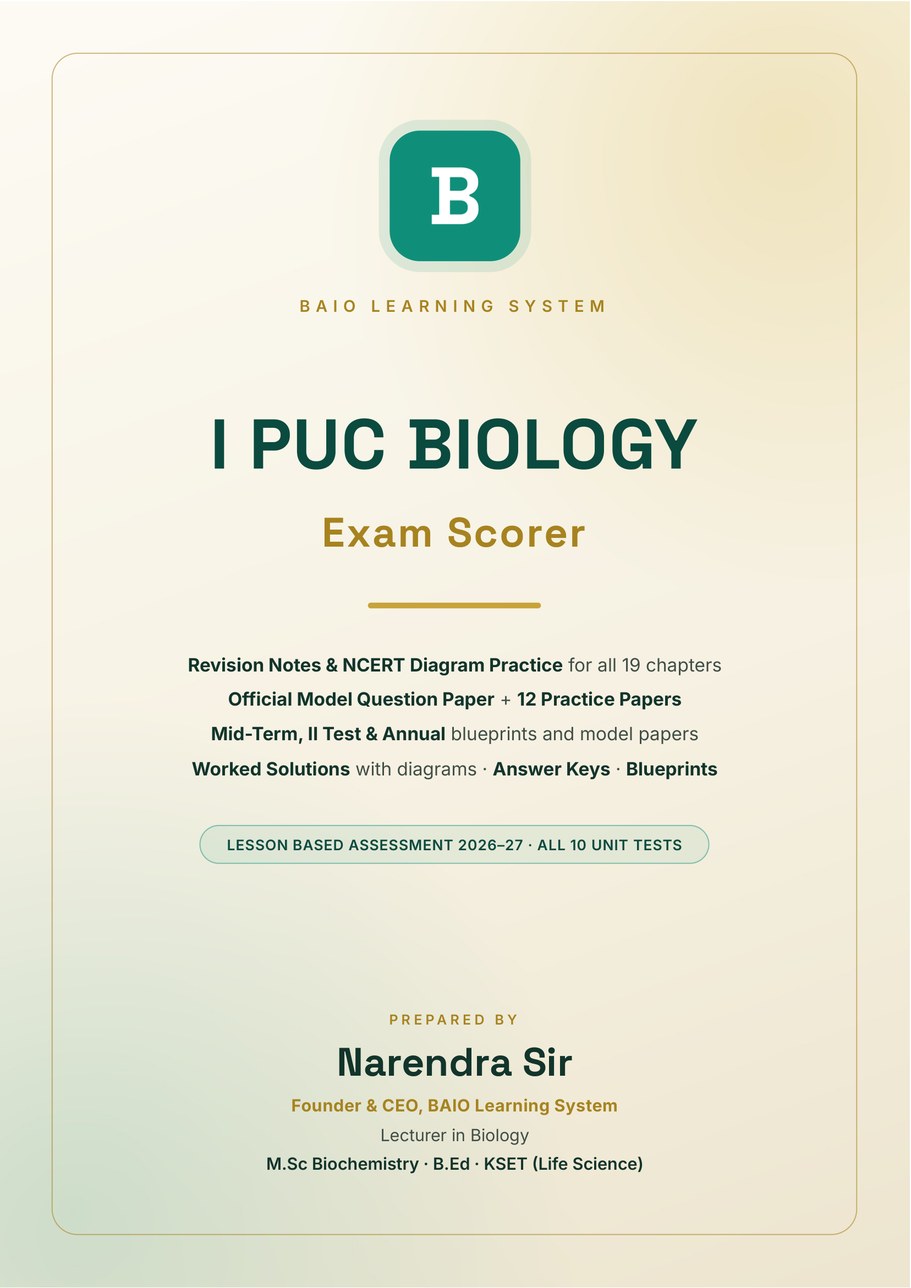 B
BAIO LEARNING SYSTEM
I PUC BIOLOGY
Exam Scorer
Revision Notes & NCERT Diagram Practice for all 19 chapters
Official Model Question Paper + 12 Practice Papers
Mid-Term, II Test & Annual blueprints and model papers
Worked Solutions with diagrams · Answer Keys · Blueprints
LESSON BASED ASSESSMENT 2026–27 · ALL 10 UNIT TESTS
PREPARED BY
Narendra Sir
Founder & CEO, BAIO Learning System
Lecturer in Biology
M.Sc Biochemistry · B.Ed · KSET (Life Science)